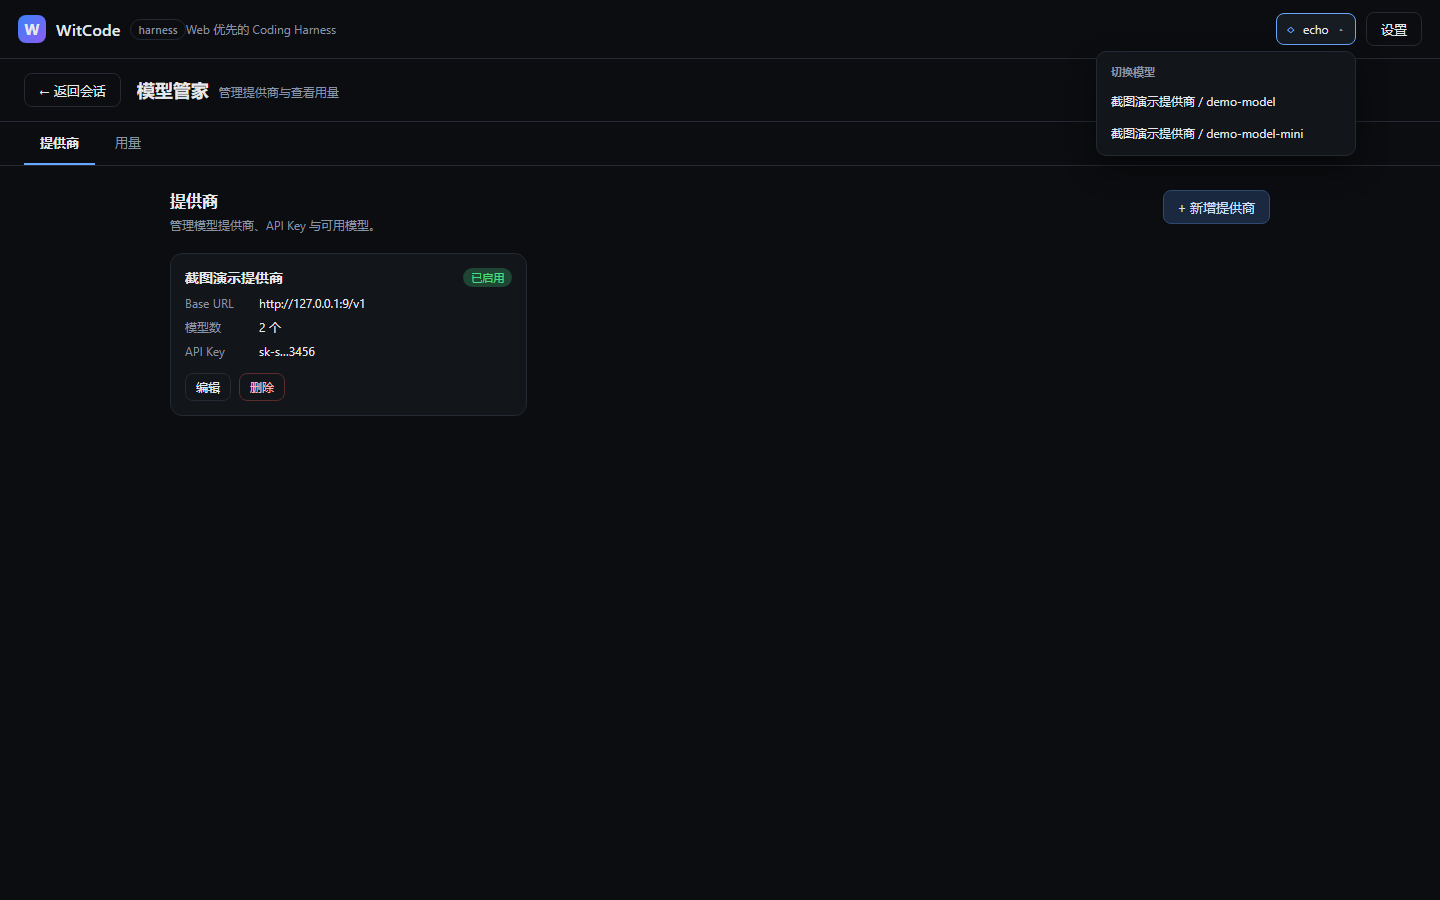 W WitCode harness Web 优先的 Coding Harness echo 设置
← 返回会话 模型管家 管理提供商与查看用量
切换模型
截图演示提供商 / demo-model
截图演示提供商 / demo-model-mini
提供商 用量
提供商
管理模型提供商、API Key 与可用模型。
+ 新增提供商
截图演示提供商 已启用
Base URL http://127.0.0.1:9/v1
模型数 2 个
API Key sk-s...3456
编辑 删除